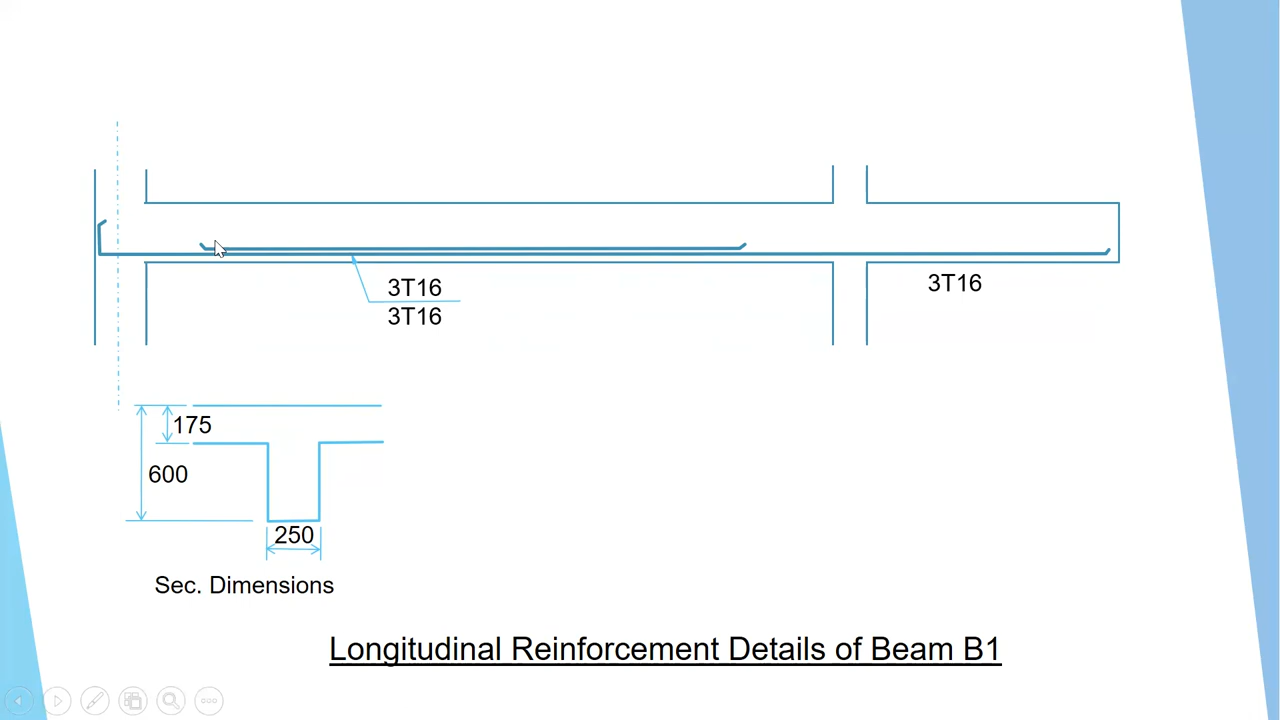 3T16
3T16
3T16
175
600
250
Sec. Dimensions
Longitudinal Reinforcement Details of Beam B1